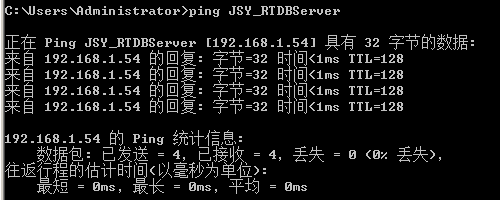 C:\Users\Administrator>ping JSY_RTDBServer
正在 Ping JSY_RTDBServer [192.168.1.54] 具有 32 字节的数据:
来自 192.168.1.54 的回复: 字节=32 时间<1ms TTL=128
来自 192.168.1.54 的回复: 字节=32 时间<1ms TTL=128
来自 192.168.1.54 的回复: 字节=32 时间<1ms TTL=128
来自 192.168.1.54 的回复: 字节=32 时间<1ms TTL=128
192.168.1.54 的 Ping 统计信息:
数据包: 已发送 = 4, 已接收 = 4, 丢失 = 0 (0% 丢失),
往返行程的估计时间(以毫秒为单位):
最短 = 0ms, 最长 = 0ms, 平均 = 0ms